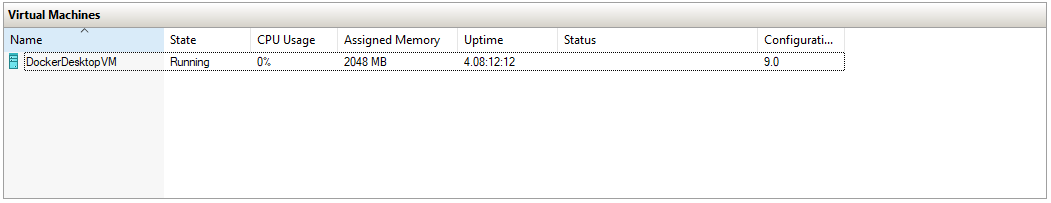 Virtual Machines
Name State CPU Usage Assigned Memory Uptime Status Configurati...
DockerDesktopVM Running 0% 2048 MB 4.08:12:12 9.0